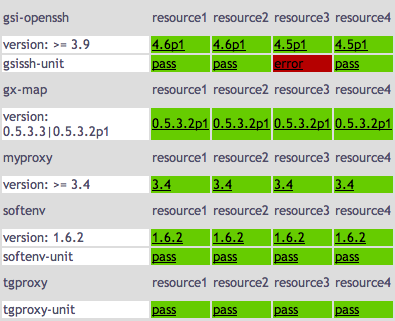 gsi-openssh resource1 resource2 resource3 resource4
version: >= 3.9 4.6p1 4.6p1 4.5p1 4.5p1
gsissh-unit pass pass error pass
gx-map resource1 resource2 resource3 resource4
version:
0.5.3.3|0.5.3.2p1 0.5.3.2p1 0.5.3.2p1 0.5.3.2p1 0.5.3.2p1
myproxy resource1 resource2 resource3 resource4
version: >= 3.4 3.4 3.4 3.4 3.4
softenv resource1 resource2 resource3 resource4
version: 1.6.2 1.6.2 1.6.2 1.6.2 1.6.2
softenv-unit pass pass pass pass
tgproxy resource1 resource2 resource3 resource4
tgproxy-unit pass pass pass pass